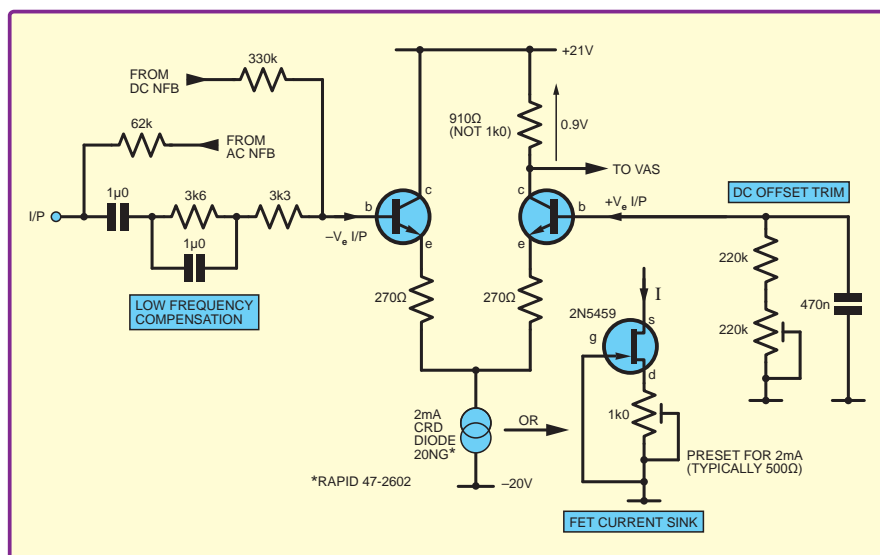 330k
FROM
DC NFB
62k
FROM
AC NFB
I/P
1µ0
3k6
3k3
1µ0
LOW FREQUENCY
COMPENSATION
b
c
e
–Ve I/P
270Ω
+21V
910Ω
(NOT 1k0)
0.9V
TO VAS
c
b
e
+Ve I/P
270Ω
DC OFFSET TRIM
220k
220k
470n
2mA
CRD
DIODE
20NG*
*RAPID 47-2602
–20V
OR
I
2N5459
g
s
d
1k0
PRESET FOR 2mA
(TYPICALLY 500Ω)
FET CURRENT SINK